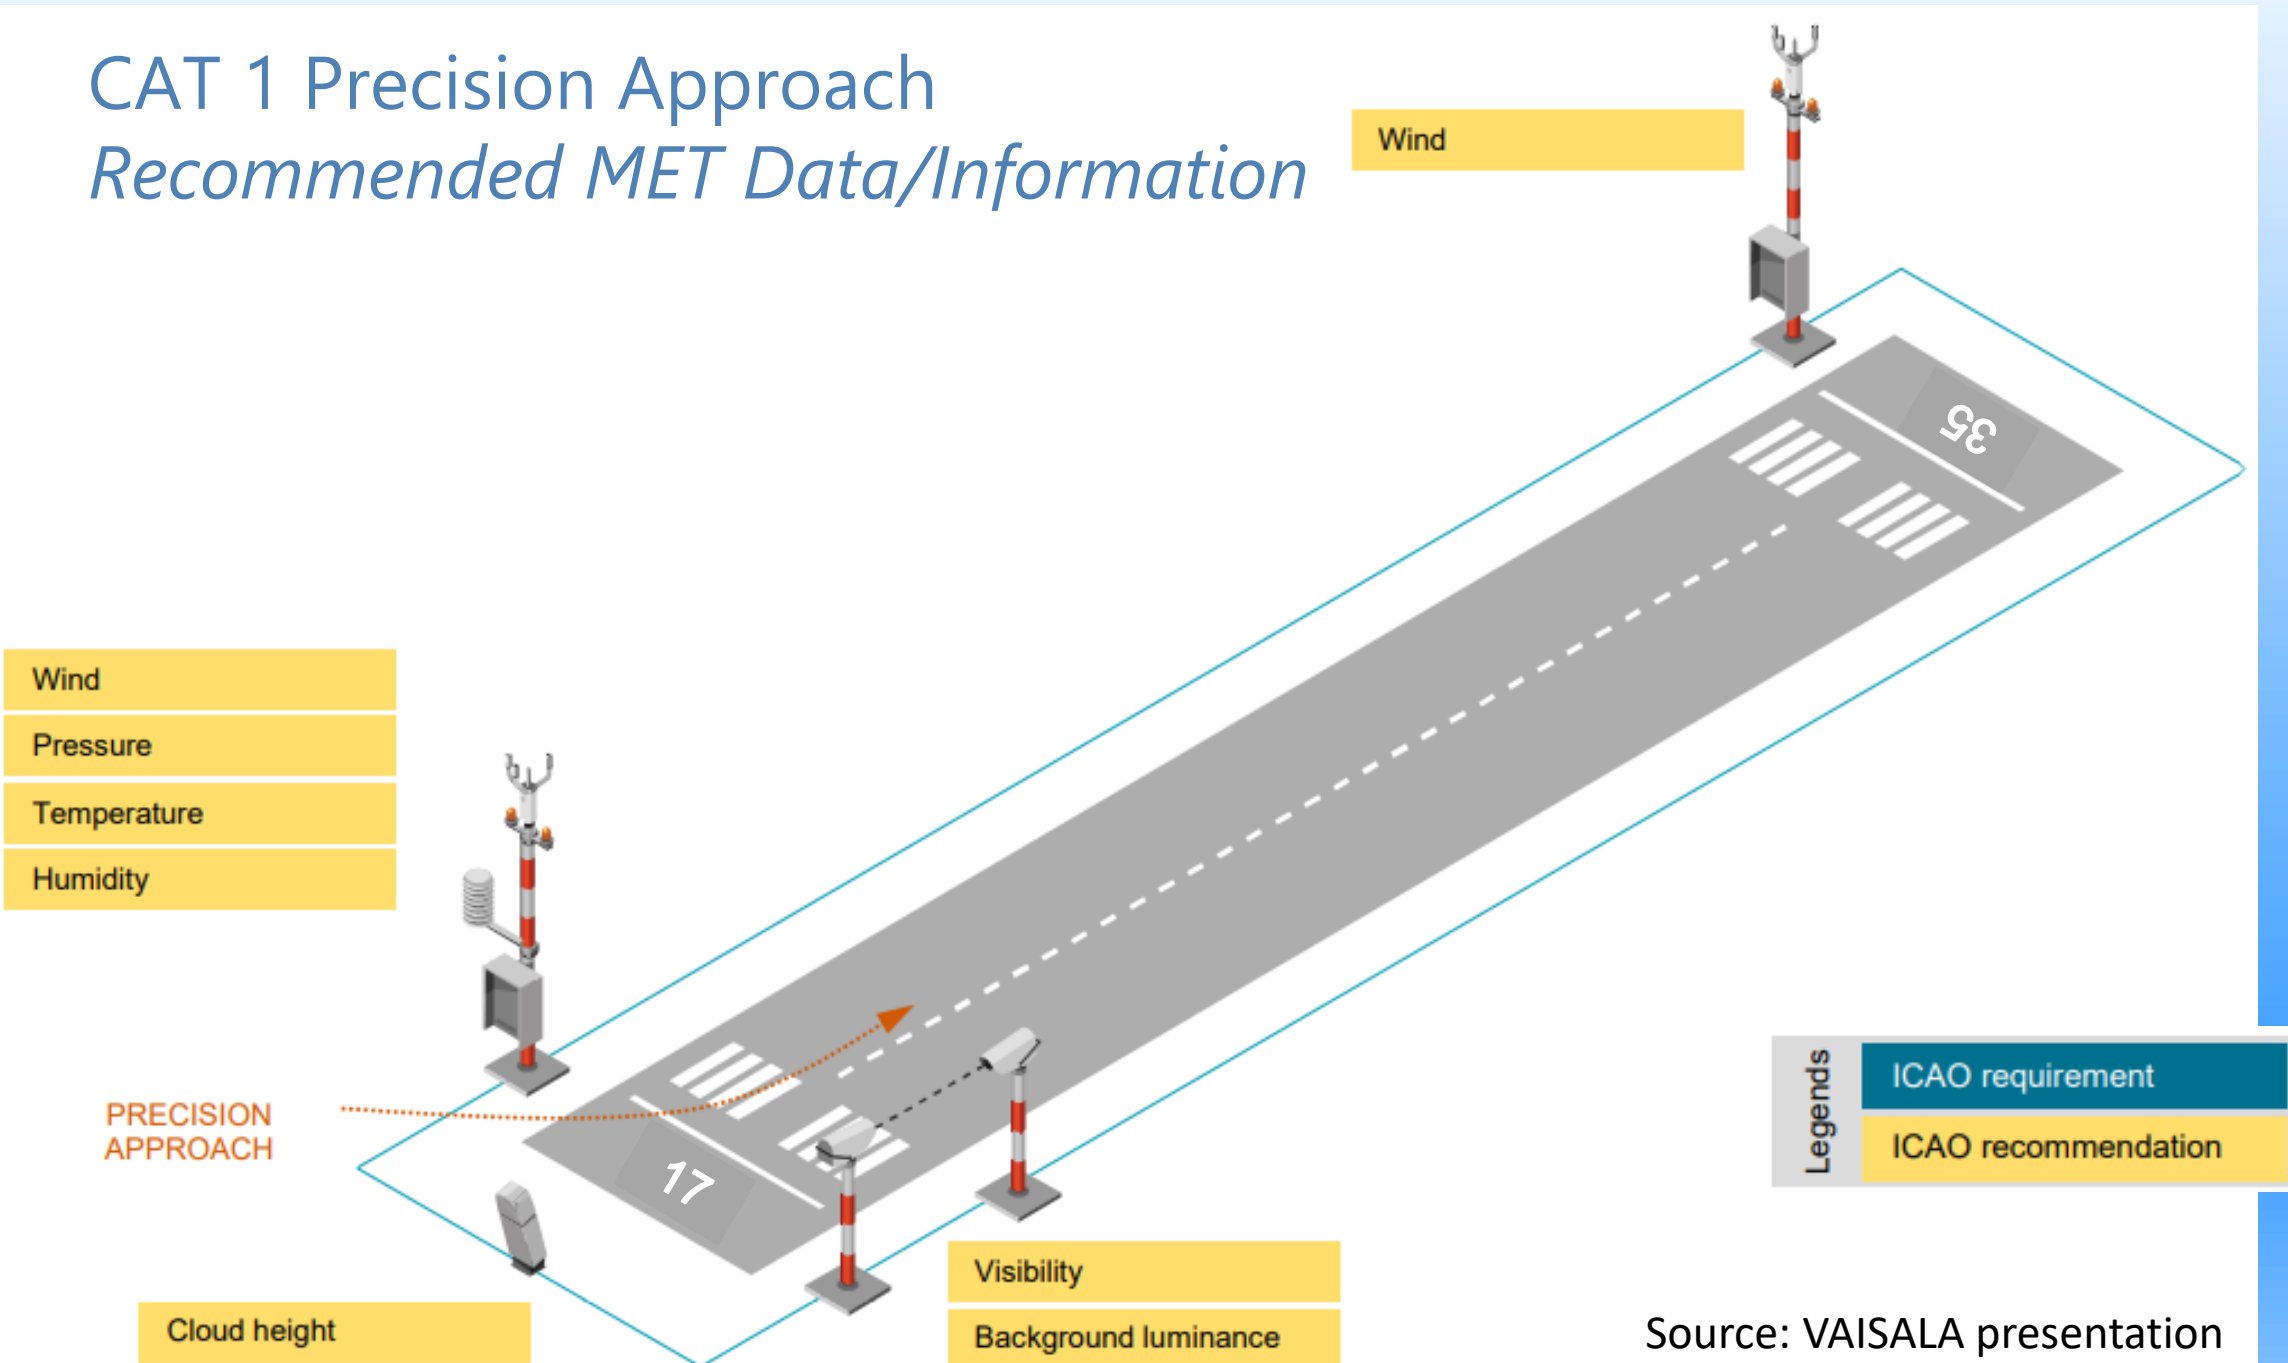 CAT 1 Precision Approach
Recommended MET Data/Information
Wind
35
Wind
Pressure
Temperature
Humidity
PRECISION
APPROACH
17
Legends
ICAO requirement
ICAO recommendation
Visibility
Background luminance
Cloud height
Source: VAISALA presentation